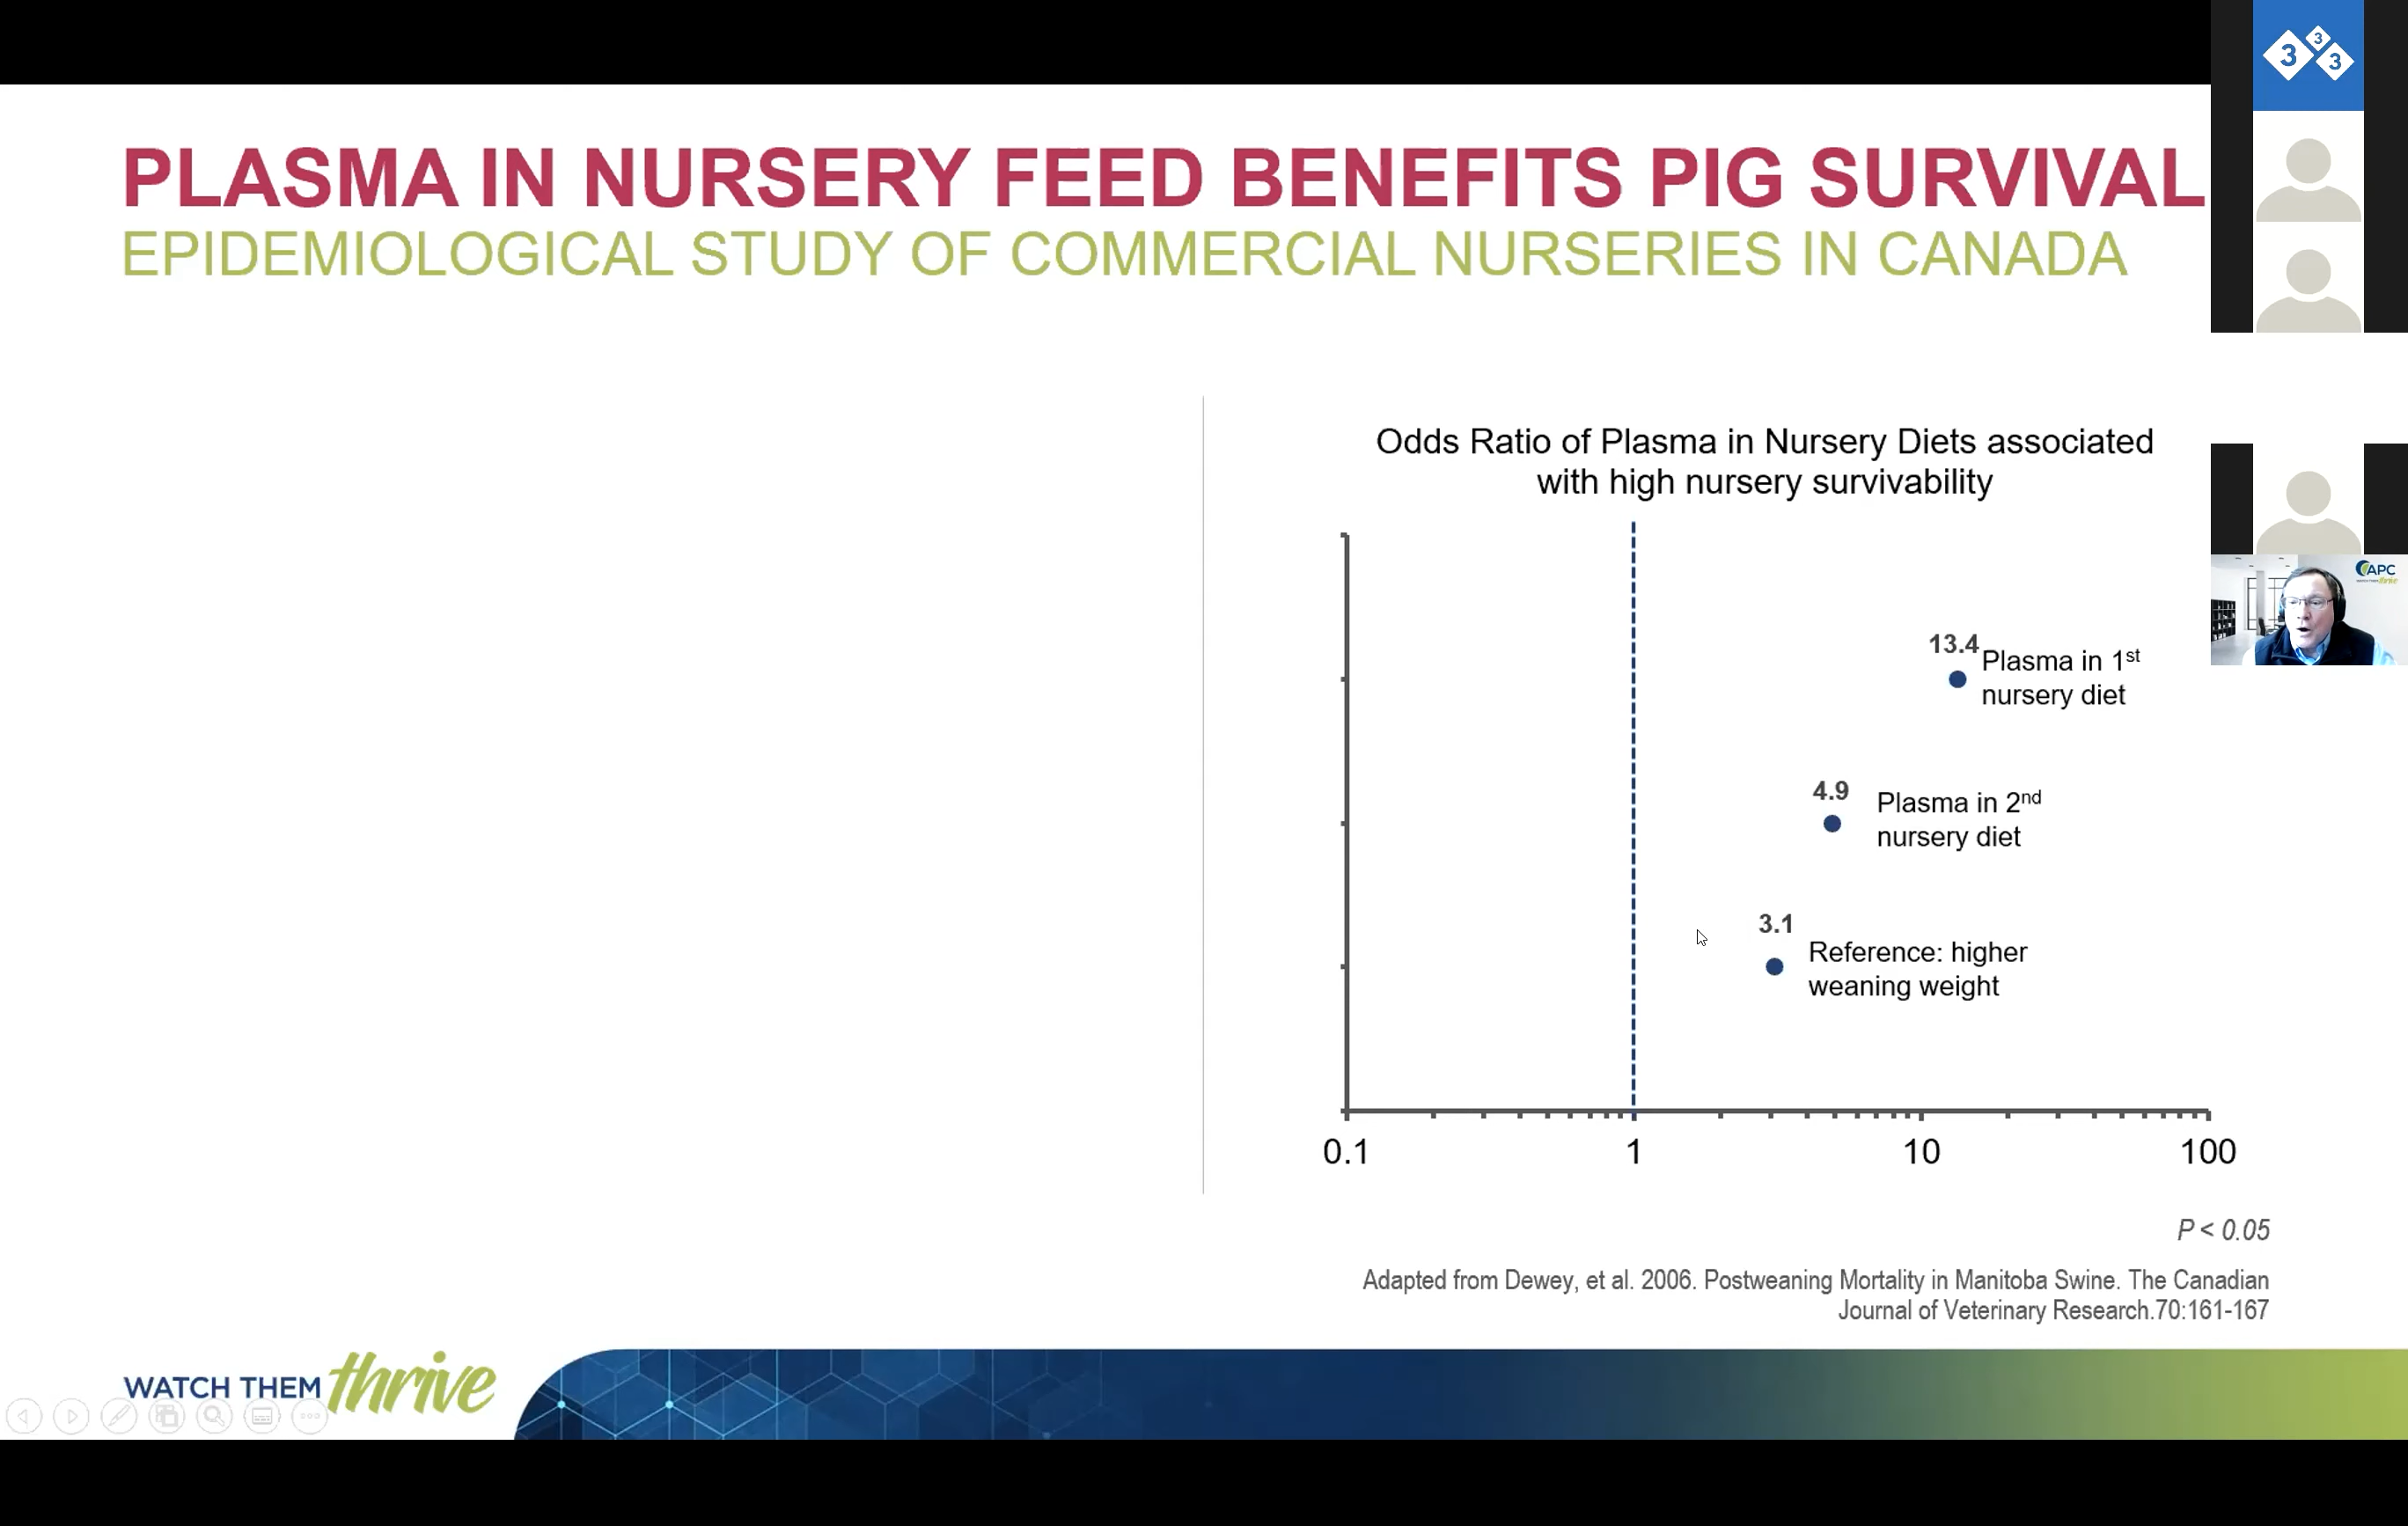 3 3 3
PLASMA IN NURSERY FEED BENEFITS PIG SURVIVAL
EPIDEMIOLOGICAL STUDY OF COMMERCIAL NURSERIES IN CANADA
Odds Ratio of Plasma in Nursery Diets associated
with high nursery survivability
APC
13.4
Plasma in 1st
nursery diet
4.9
Plasma in 2nd
nursery diet
3.1
Reference: higher
weaning weight
0.1 1 10 100
P < 0.05
Adapted from Dewey, et al. 2006. Postweaning Mortality in Manitoba Swine. The Canadian
Journal of Veterinary Research.70:161-167
WATCH THEM thrive